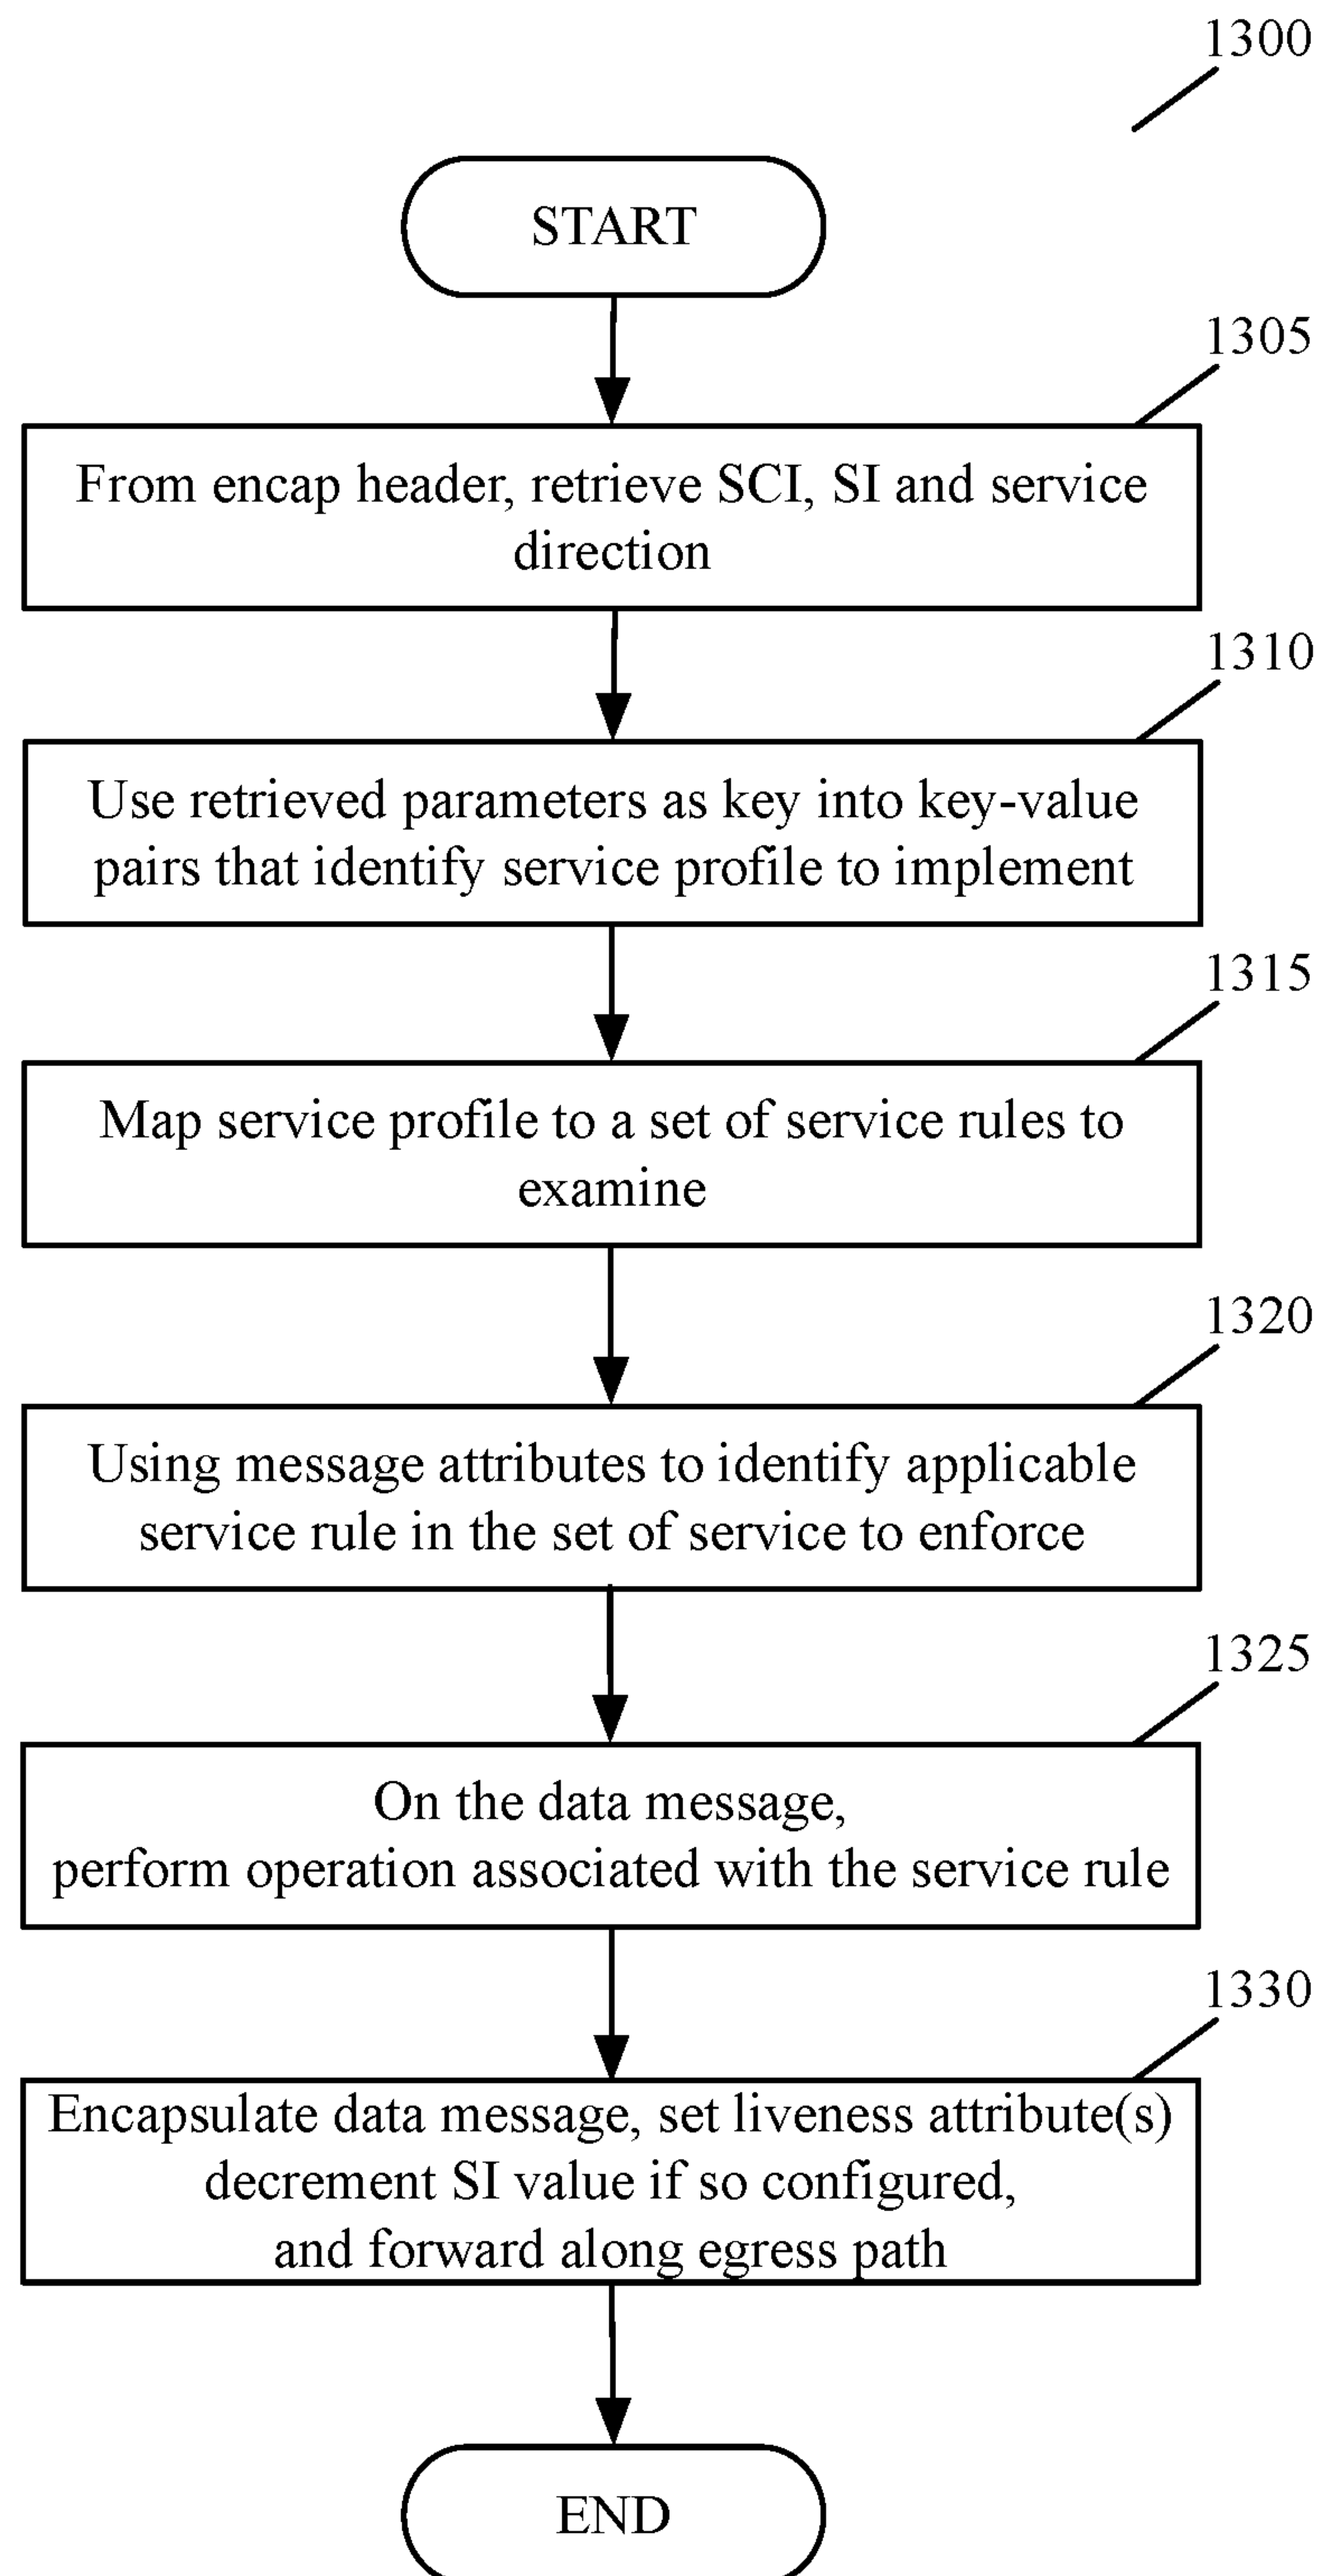 1300
START
1305
From encap header, retrieve SCI, SI and service
direction
1310
Use retrieved parameters as key into key-value
pairs that identify service profile to implement
1315
Map service profile to a set of service rules to
examine
1320
Using message attributes to identify applicable
service rule in the set of service to enforce
1325
On the data message,
perform operation associated with the service rule
1330
Encapsulate data message, set liveness attribute(s)
decrement SI value if so configured,
and forward along egress path
END